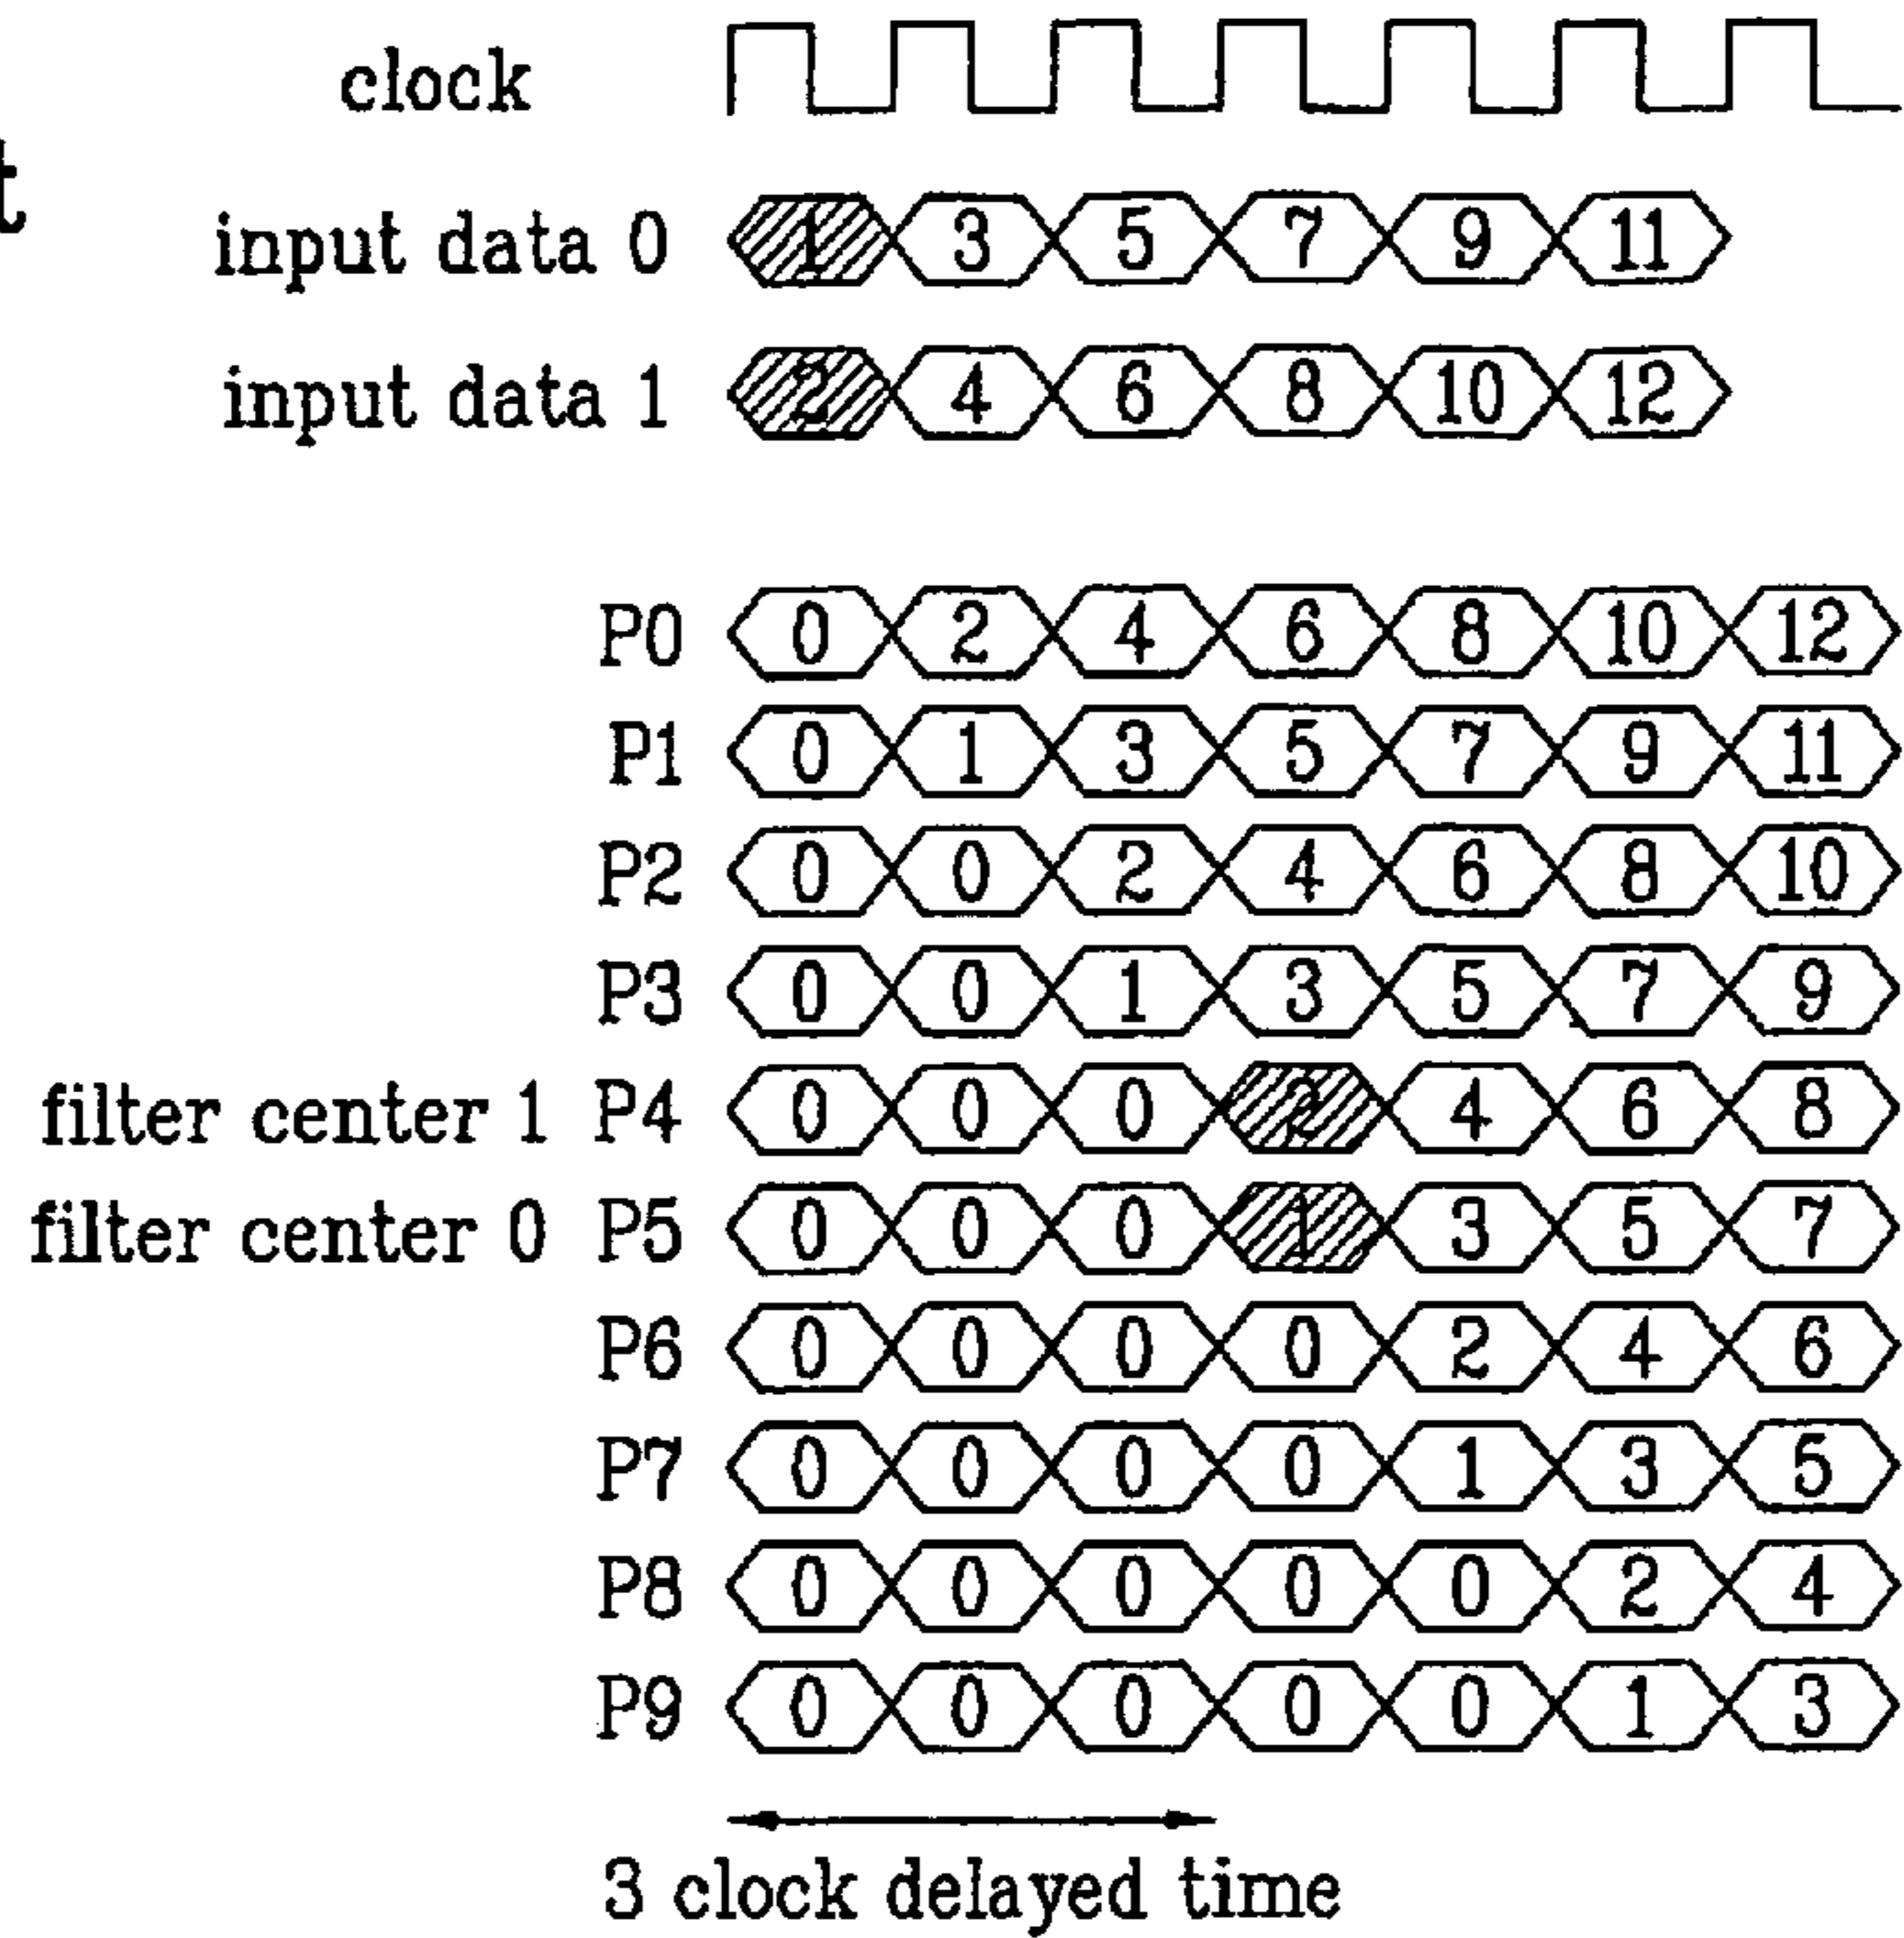 clock
t
input data 0 1 3 5 7 9 11
input data 1 2 4 6 8 10 12
P0 0 2 4 6 8 10 12
P1 0 1 3 5 7 9 11
P2 0 0 2 4 6 8 10
P3 0 0 1 3 5 7 9
filter center 1 P4 0 0 0 2 4 6 8
filter center 0 P5 0 0 0 1 3 5 7
P6 0 0 0 0 2 4 6
P7 0 0 0 0 1 3 5
P8 0 0 0 0 0 2 4
P9 0 0 0 0 0 1 3
3 clock delayed time